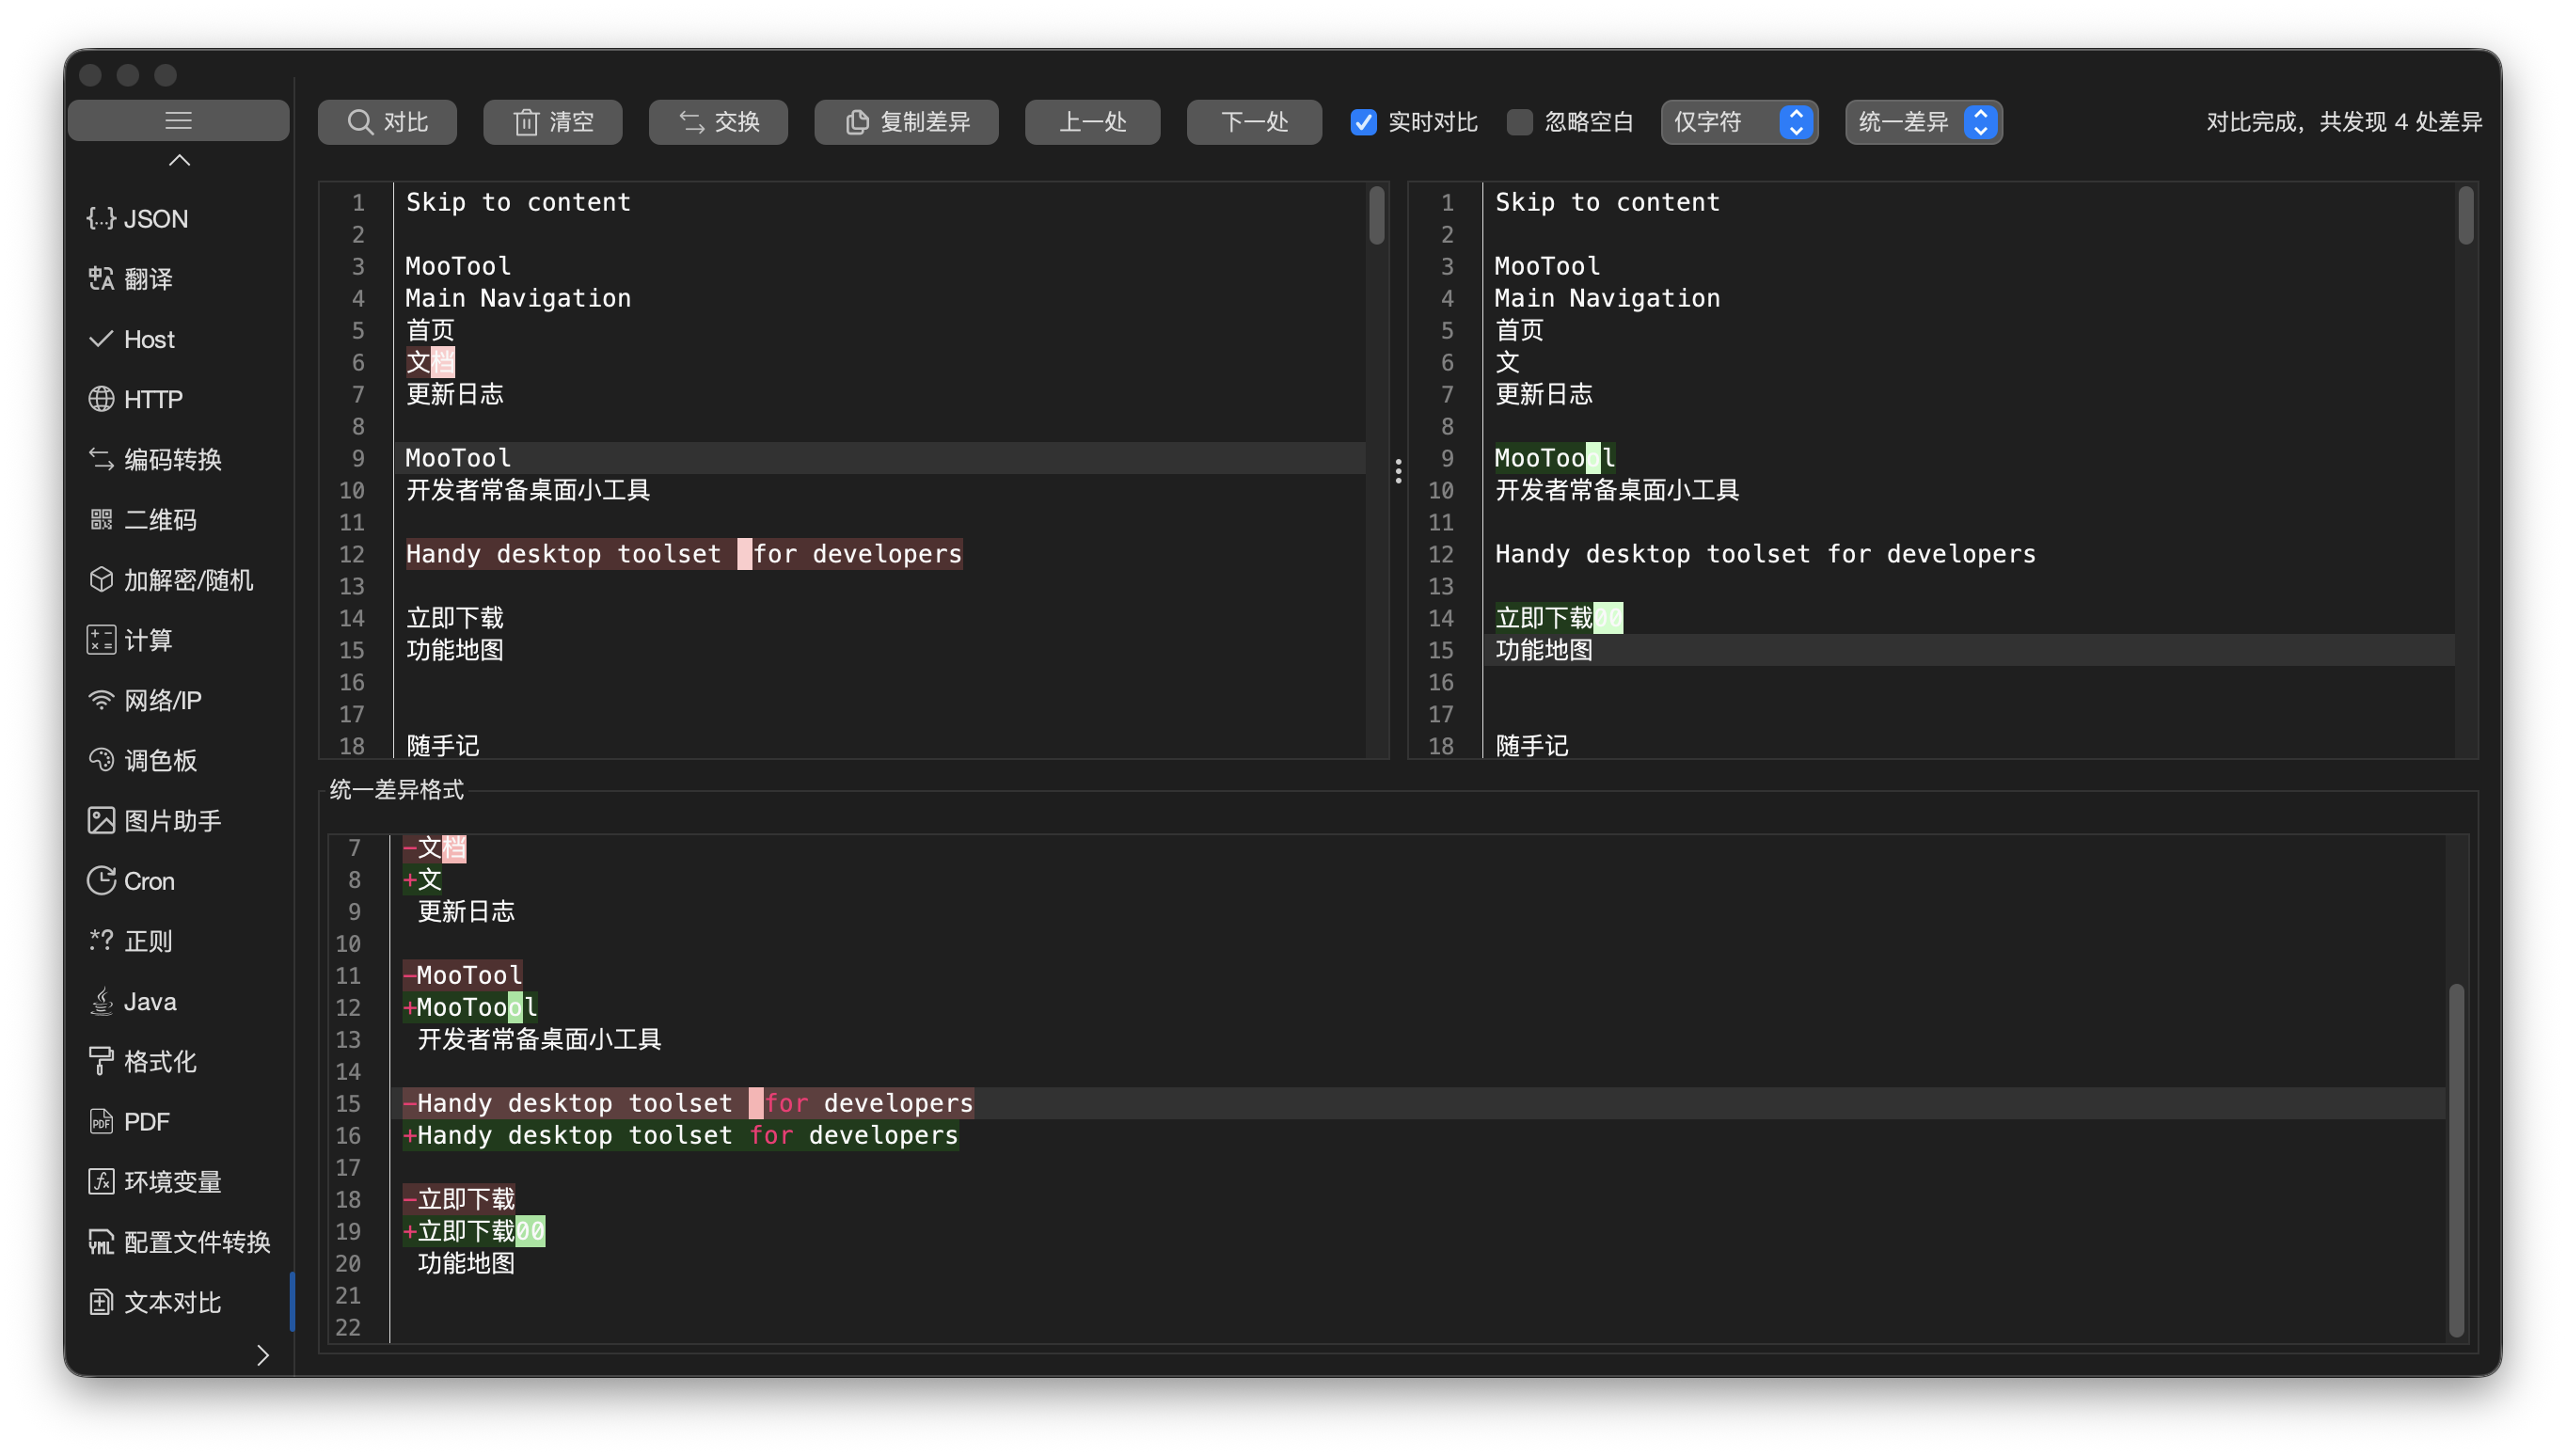 对比 清空 交换 复制差异 上一处 下一处 实时对比 忽略空白 仅字符 统一差异 对比完成，共发现 4 处差异
{...} JSON
翻译
Host
HTTP
编码转换
二维码
加解密/随机
计算
网络/IP
调色板
图片助手
Cron
.*? 正则
Java
格式化
PDF PDF
fx 环境变量
YML 配置文件转换
文本对比
1 Skip to content
2
3 MooTool
4 Main Navigation
5 首页
6 文档
7 更新日志
8
9 MooTool
10 开发者常备桌面小工具
11
12 Handy desktop toolset  for developers
13
14 立即下载
15 功能地图
16
17
18 随手记
1 Skip to content
2
3 MooTool
4 Main Navigation
5 首页
6 文
7 更新日志
8
9 MooToool
10 开发者常备桌面小工具
11
12 Handy desktop toolset for developers
13
14 立即下载00
15 功能地图
16
17
18 随手记
统一差异格式
7 -文档
8 +文
9 更新日志
10
11 -MooTool
12 +MooToool
13 开发者常备桌面小工具
14
15 -Handy desktop toolset  for developers
16 +Handy desktop toolset for developers
17
18 -立即下载
19 +立即下载00
20 功能地图
21
22